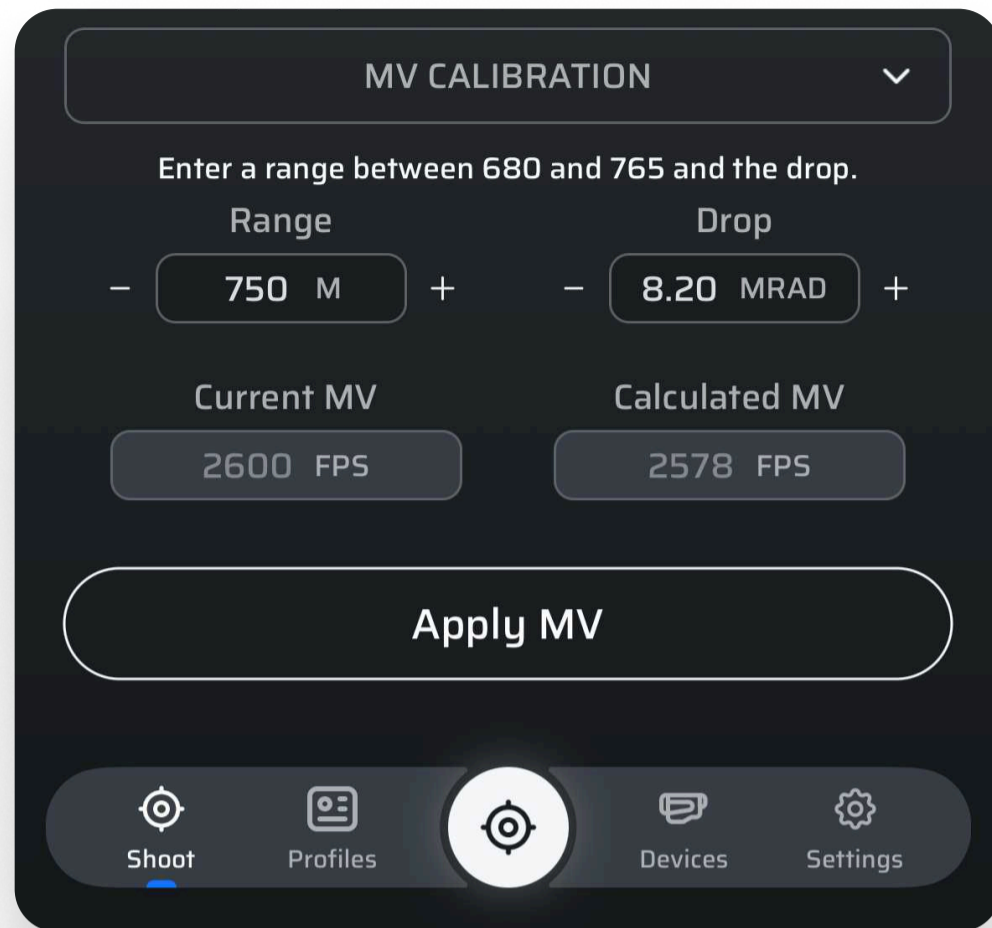 MV CALIBRATION
Enter a range between 680 and 765 and the drop.
Range
Drop
− 750 M +
− 8.20 MRAD +
Current MV
Calculated MV
2600 FPS
2578 FPS
Apply MV
Shoot
Profiles
Devices
Settings